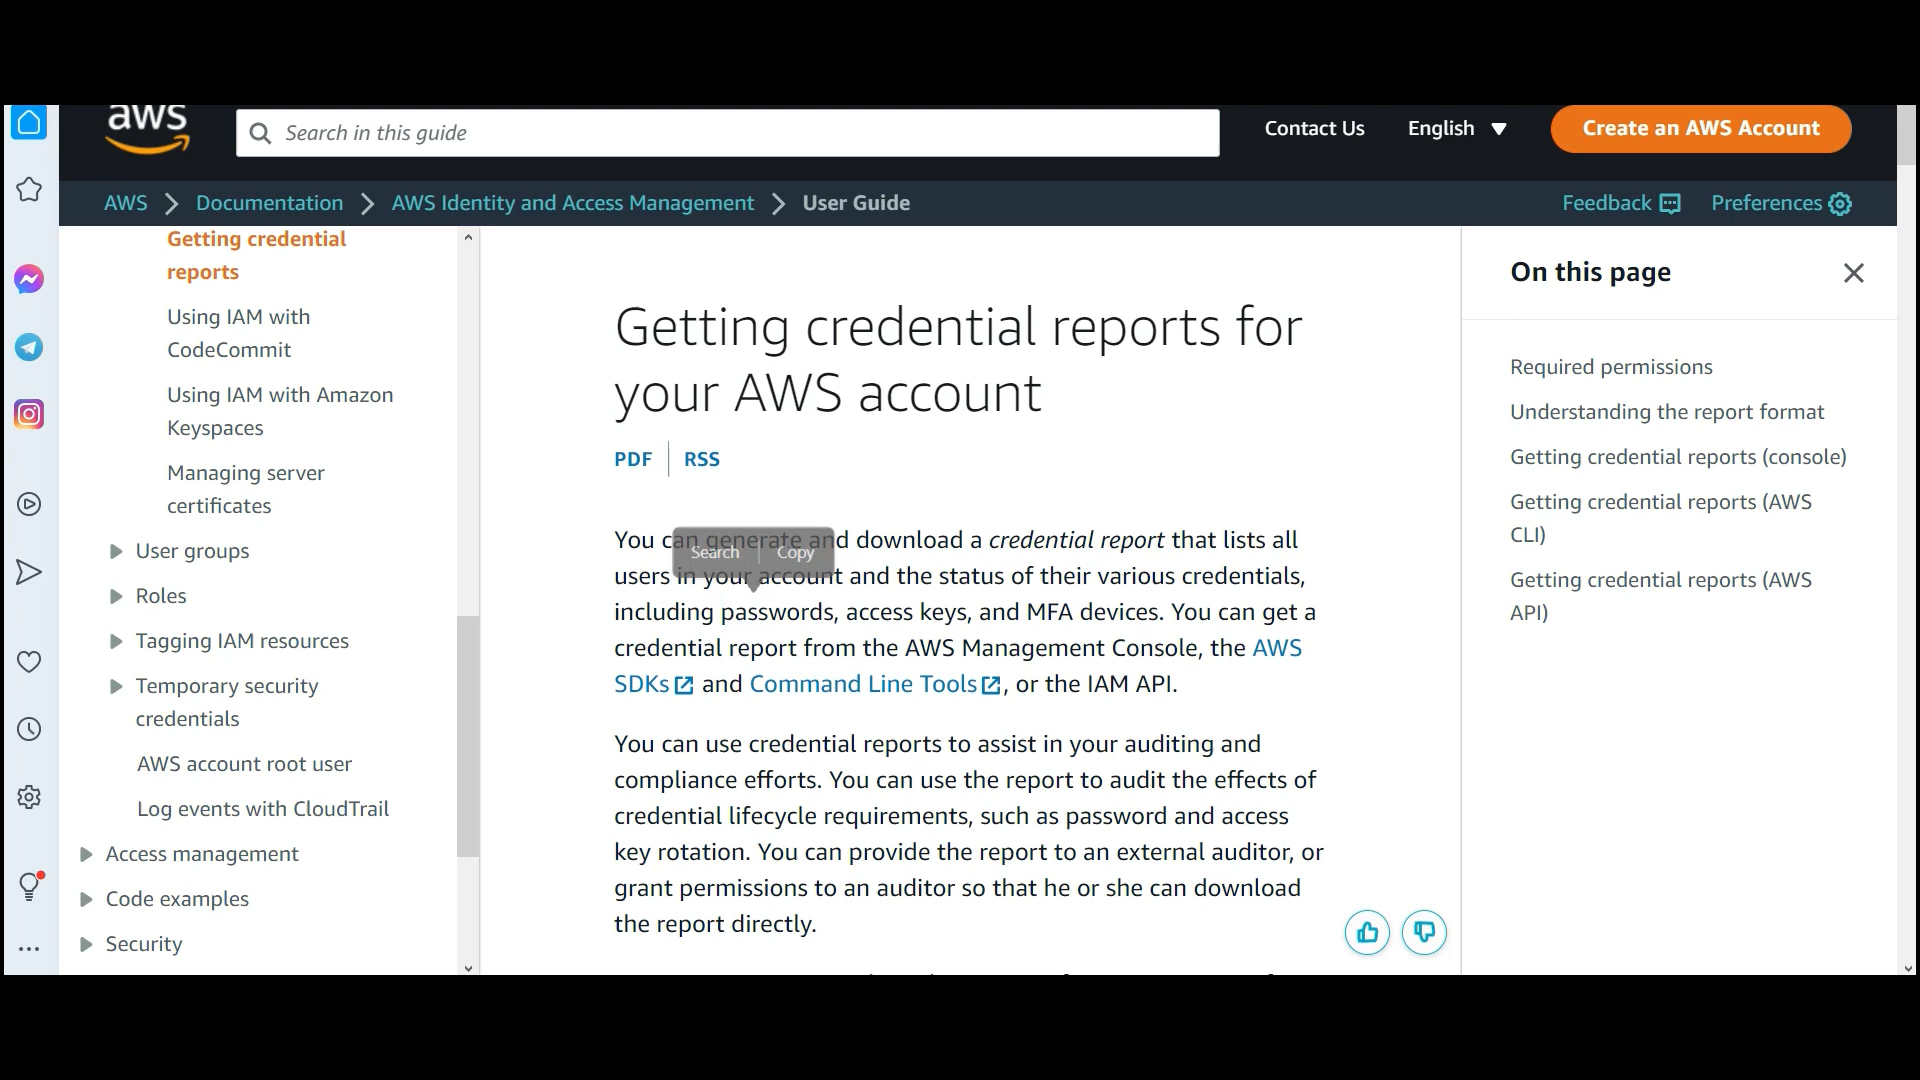 aws
Search in this guide
Contact Us
English
Create an AWS Account
AWS
Documentation
AWS Identity and Access Management
User Guide
Feedback
Preferences
Getting credential
reports
Using IAM with
CodeCommit
Using IAM with Amazon
Keyspaces
Managing server
certificates
User groups
Roles
Tagging IAM resources
Temporary security
credentials
AWS account root user
Log events with CloudTrail
Access management
Code examples
Security
Getting credential reports for
your AWS account
PDF
RSS
You can generate and download a credential report that lists all
Search Copy
users in your account and the status of their various credentials,
including passwords, access keys, and MFA devices. You can get a
credential report from the AWS Management Console, the AWS
SDKs and Command Line Tools, or the IAM API.
You can use credential reports to assist in your auditing and
compliance efforts. You can use the report to audit the effects of
credential lifecycle requirements, such as password and access
key rotation. You can provide the report to an external auditor, or
grant permissions to an auditor so that he or she can download
the report directly.
On this page
Required permissions
Understanding the report format
Getting credential reports (console)
Getting credential reports (AWS
CLI)
Getting credential reports (AWS
API)